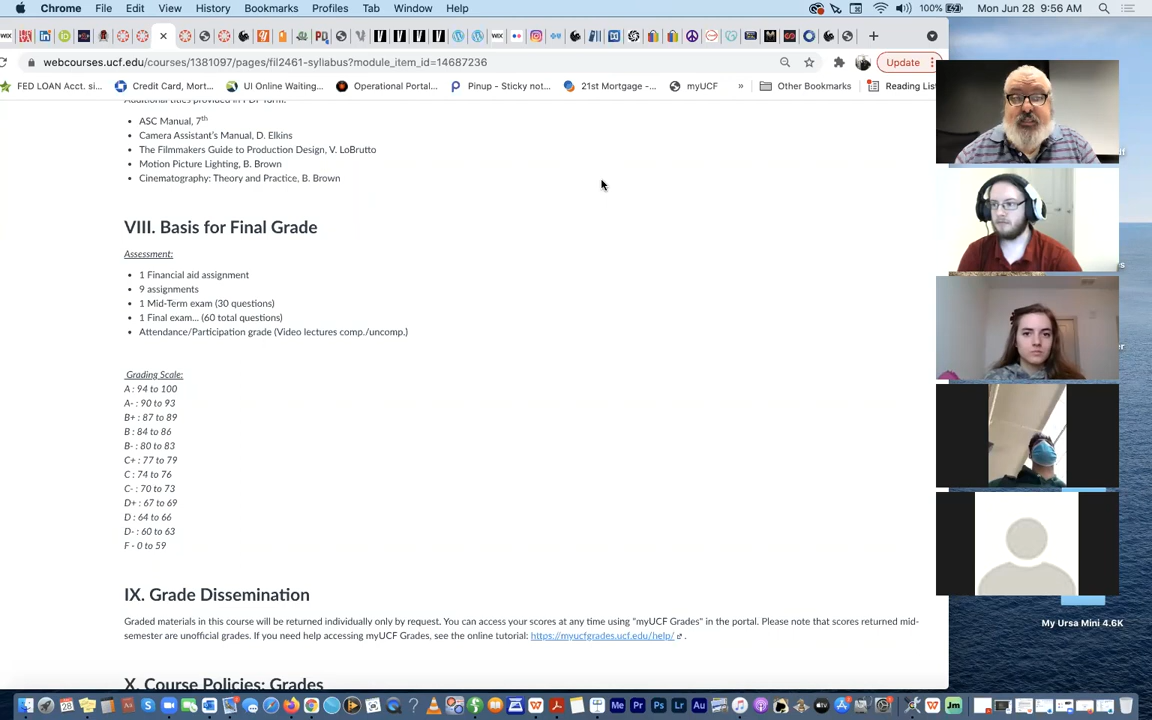 Chrome File Edit View History Bookmarks Profiles Tab Window Help 100% Mon Jun 28 9:56 AM
webcourses.ucf.edu/courses/1381097/pages/fil2461-syliabus?module_item_id=14687236 Update
FED LOAN Acct. si... Credit Card, Mort... UI Online Waiting... Operational Portal... Pinup - Sticky not... 21st Mortgage -... myUCF » Other Bookmarks Reading List
Additional titles provided in PDF form.
• ASC Manual, 7th
• Camera Assistant's Manual, D. Elkins
• The Filmmakers Guide to Production Design, V. LoBrutto
• Motion Picture Lighting, B. Brown
• Cinematography: Theory and Practice, B. Brown
VIII. Basis for Final Grade
Assessment:
• 1 Financial aid assignment
• 9 assignments
• 1 Mid-Term exam (30 questions)
• 1 Final exam... (60 total questions)
• Attendance/Participation grade (Video lectures comp./uncomp.)
Grading Scale:
A : 94 to 100
A- : 90 to 93
B+ : 87 to 89
B : 84 to 86
B- : 80 to 83
C+ : 77 to 79
C : 74 to 76
C- : 70 to 73
D+ : 67 to 69
D : 64 to 66
D- : 60 to 63
F - 0 to 59
IX. Grade Dissemination
Graded materials in this course will be returned individually only by request. You can access your scores at any time using "myUCF Grades" in the portal. Please note that scores returned mid-
semester are unofficial grades. If you need help accessing myUCF Grades, see the online tutorial: https://myucfgrades.ucf.edu/help/ .
X. Course Policies: Grades
My Ursa Mini 4.6K